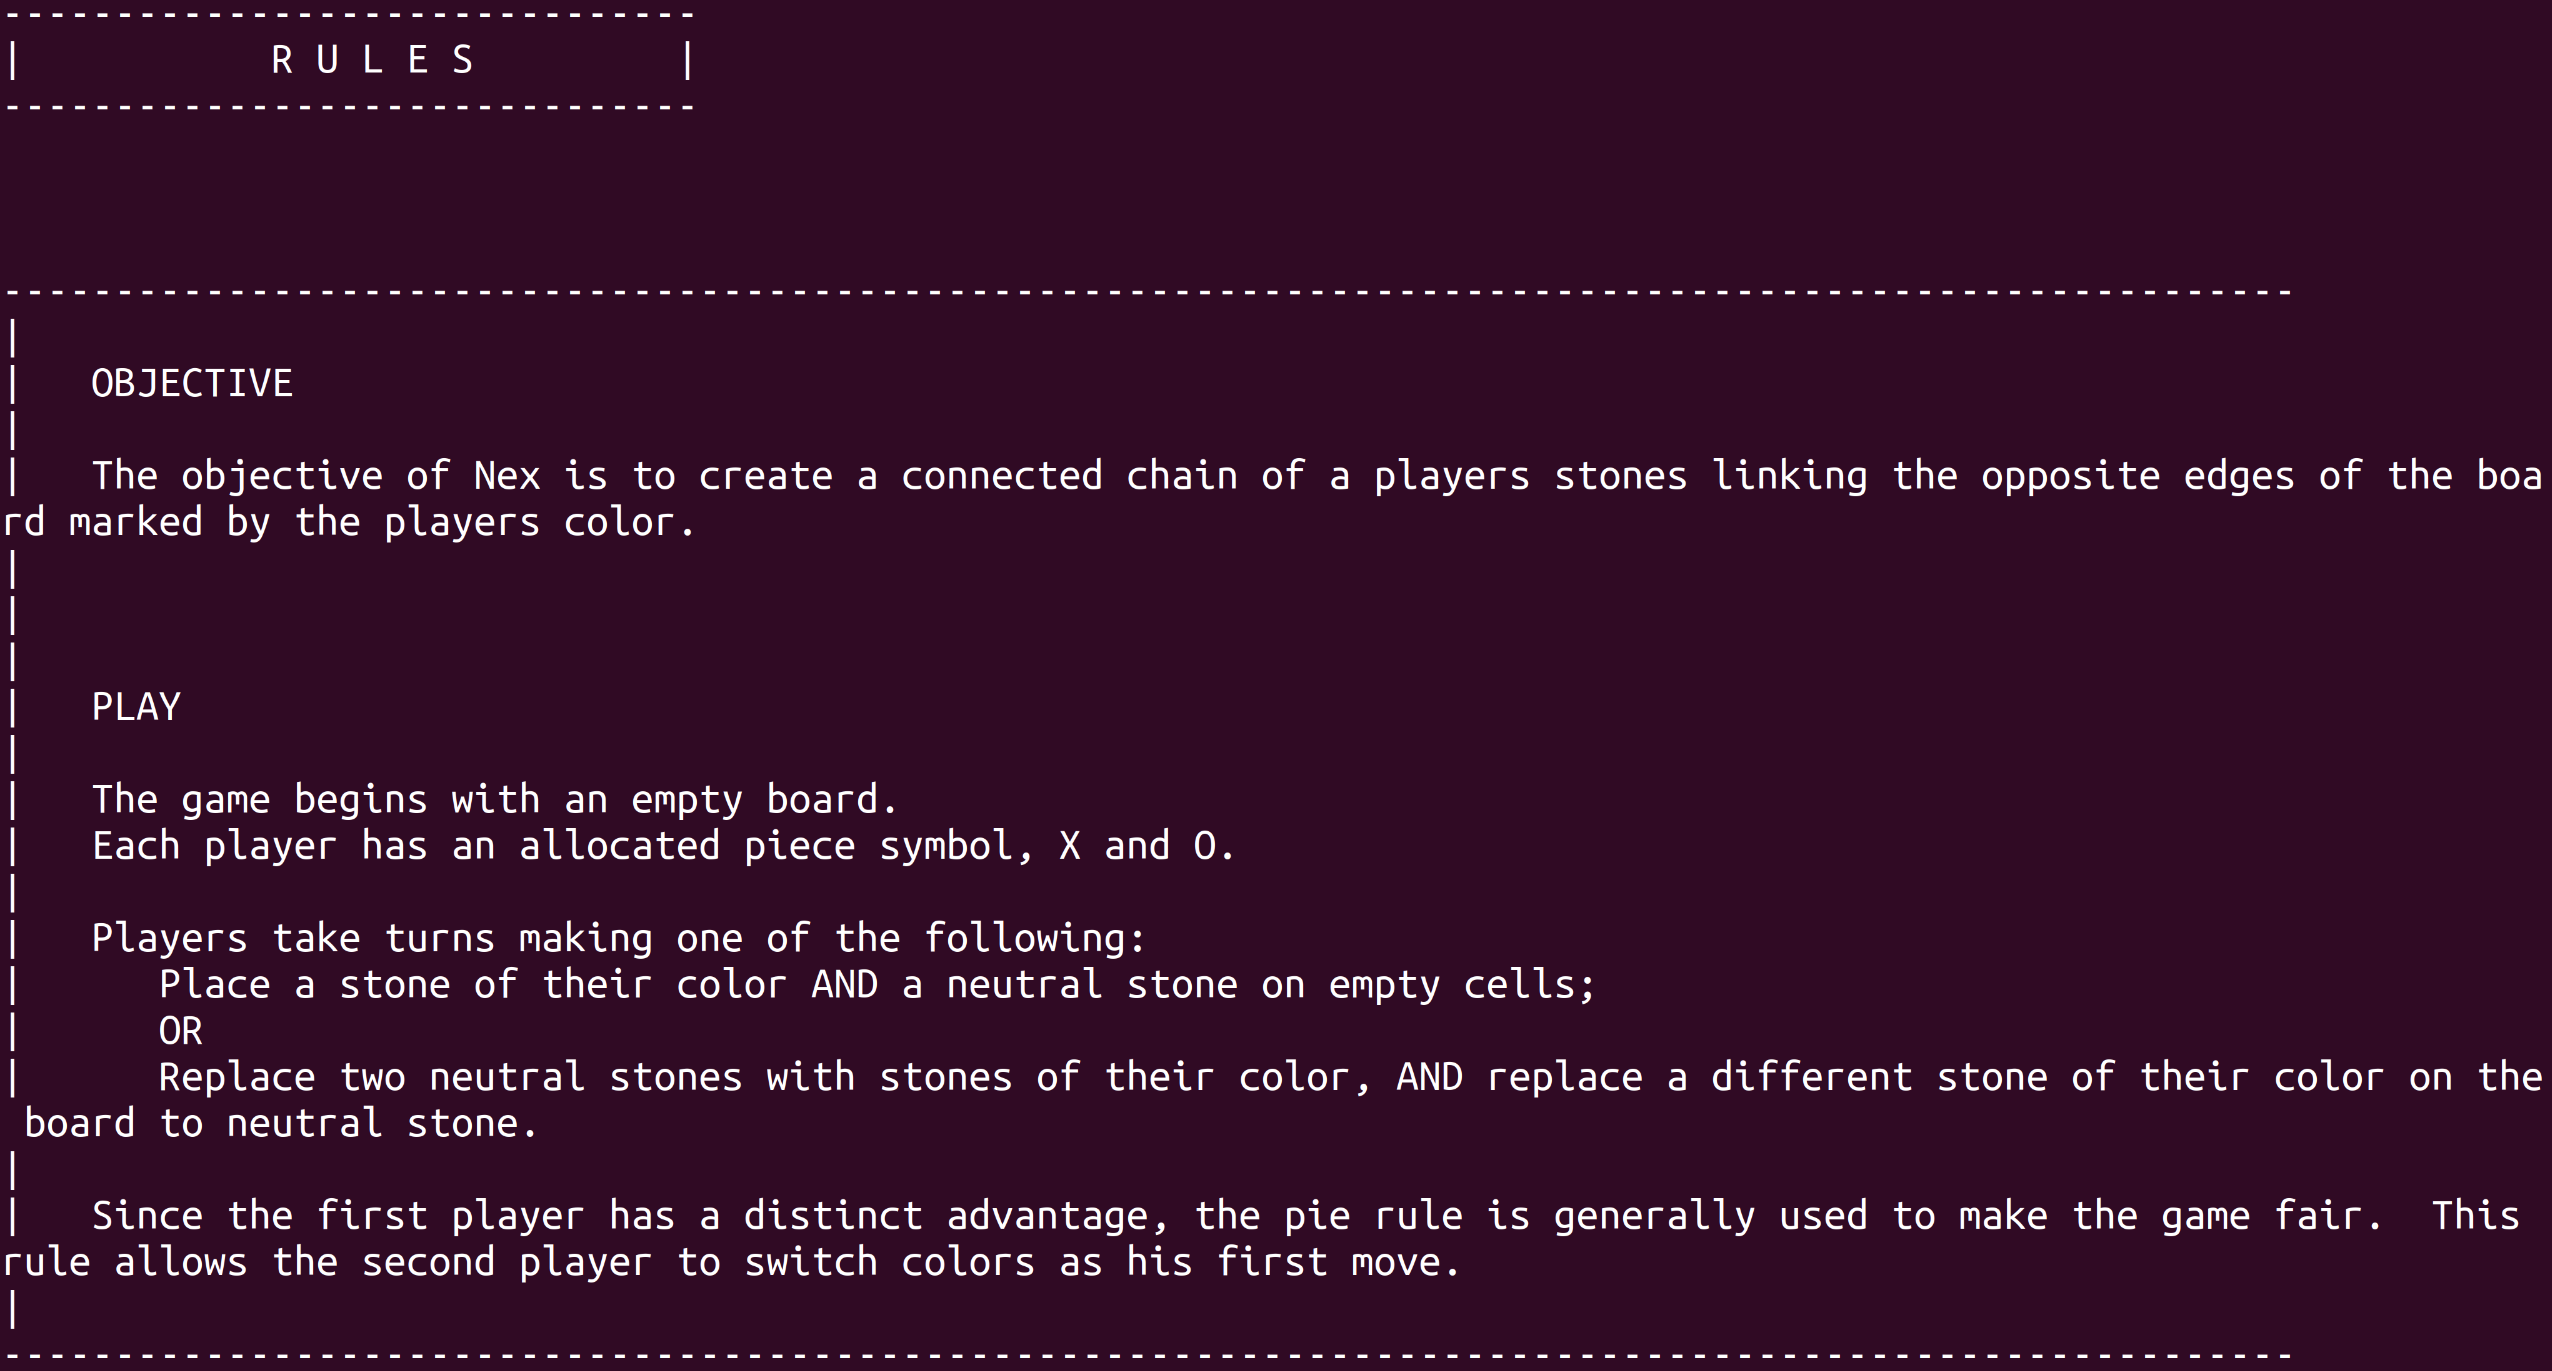 -------------------------------
|           R U L E S         |
-------------------------------
-------------------------------------------------------------------------------------------------------
|
|   OBJECTIVE
|
|   The objective of Nex is to create a connected chain of a players stones linking the opposite edges of the boa
rd marked by the players color.
|
|
|
|   PLAY
|
|   The game begins with an empty board.
|   Each player has an allocated piece symbol, X and O.
|
|   Players take turns making one of the following:
|      Place a stone of their color AND a neutral stone on empty cells;
|      OR
|      Replace two neutral stones with stones of their color, AND replace a different stone of their color on the
 board to neutral stone.
|
|   Since the first player has a distinct advantage, the pie rule is generally used to make the game fair.  This
rule allows the second player to switch colors as his first move.
|
-------------------------------------------------------------------------------------------------------